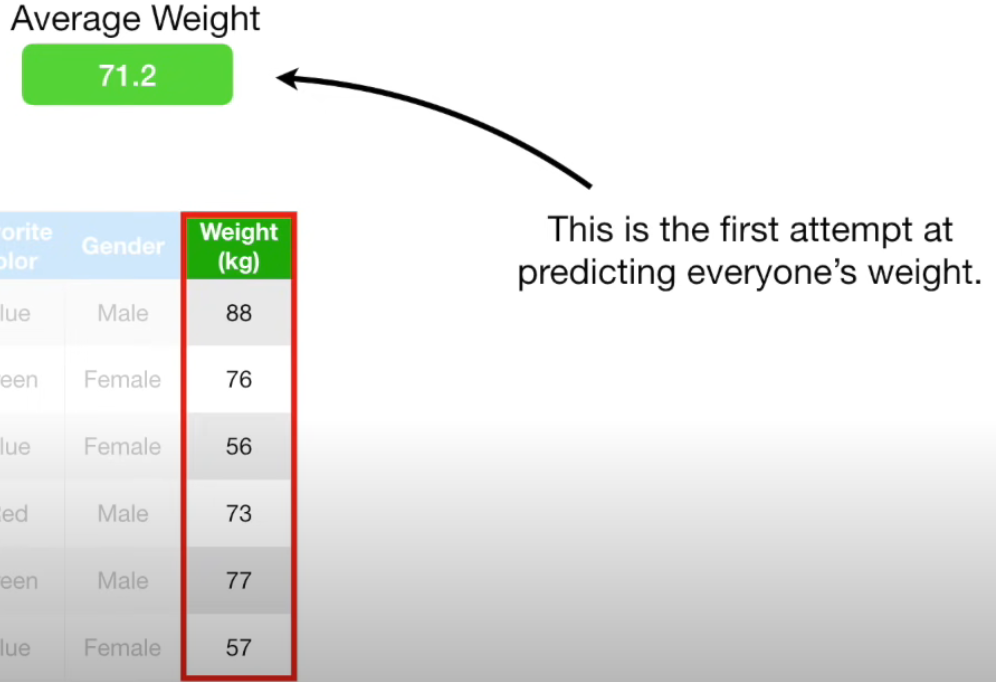 Average Weight
71.2
This is the first attempt at
predicting everyone's weight.
orite
olor
Gender
Weight
(kg)
lue Male 88
een Female 76
lue Female 56
ed Male 73
een Male 77
lue Female 57